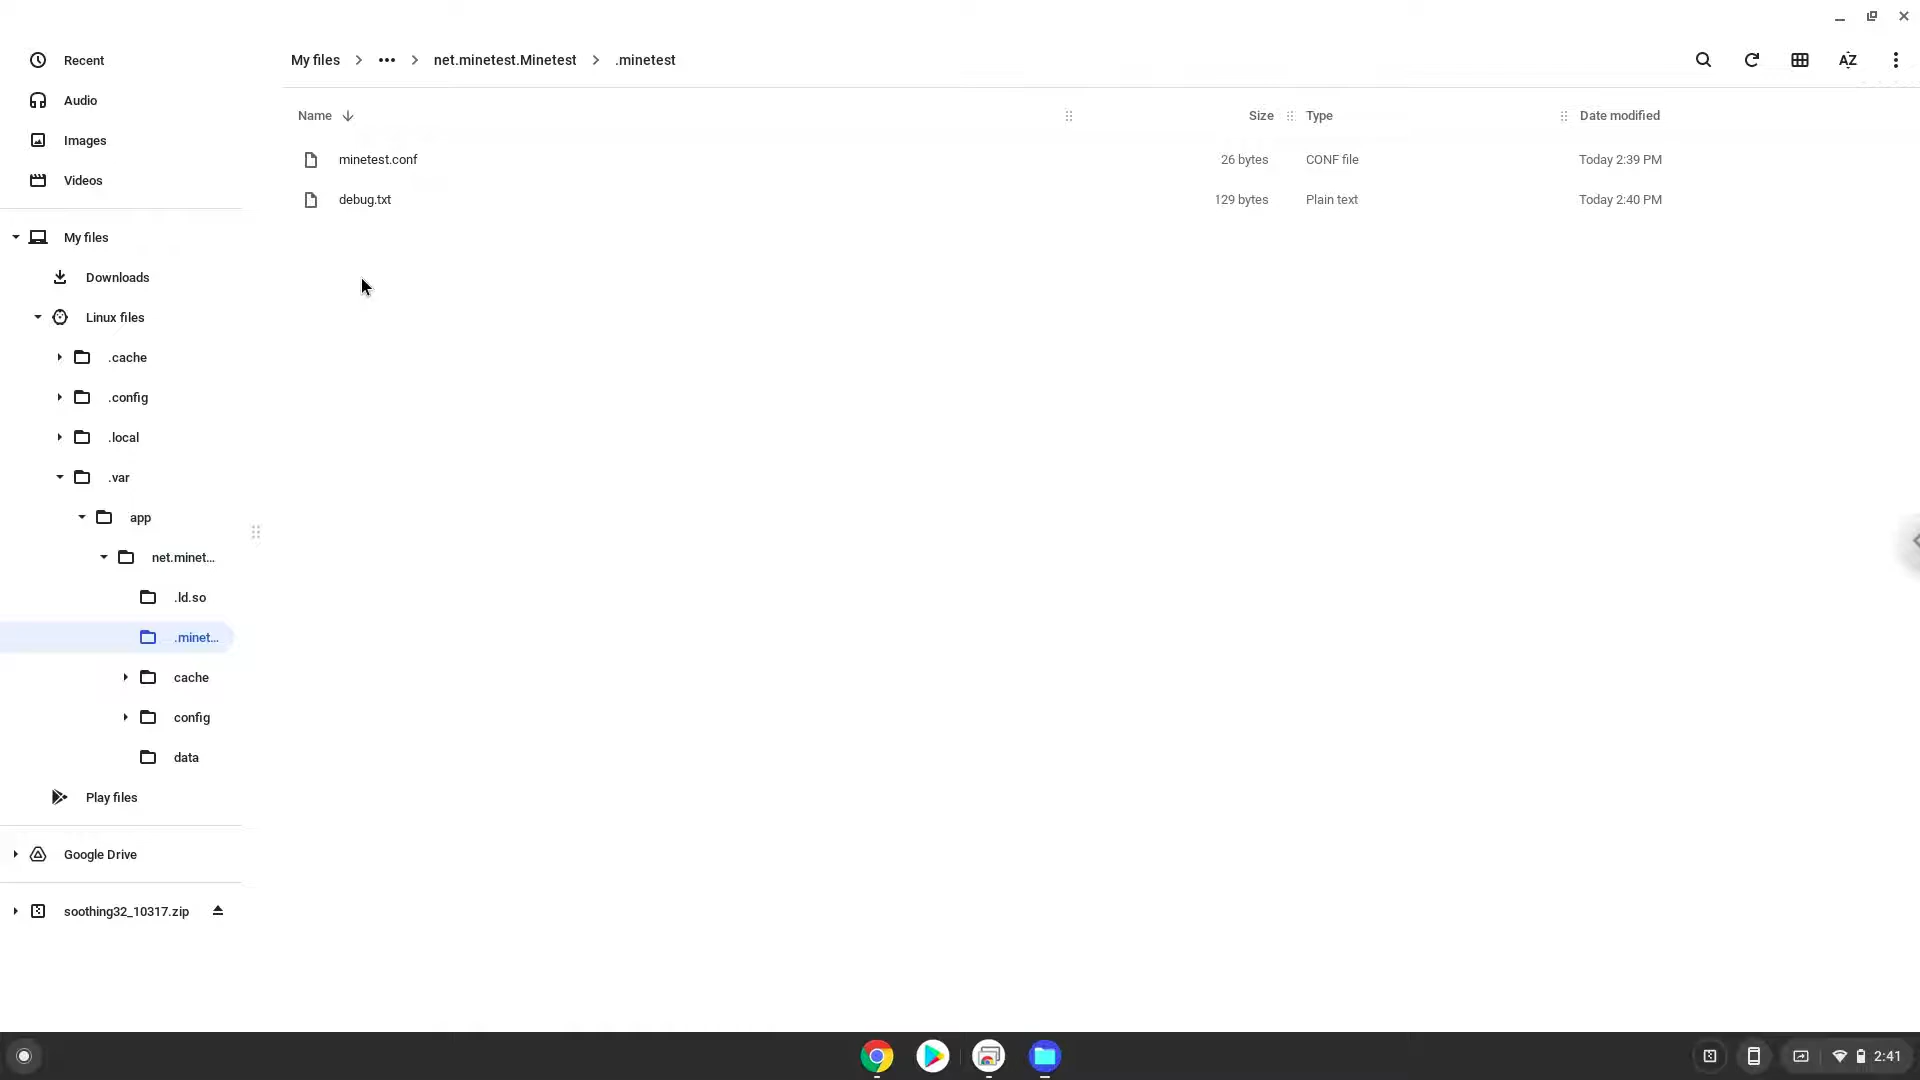 Recent
Audio
Images
Videos
My files
Downloads
Linux files
.cache
.config
.local
.var
app
net.minet...
.ld.so
.minet...
cache
config
data
Play files
Google Drive
soothing32_10317.zip
My files > ... > net.minetest.Minetest > .minetest
AZ
Name Size Type Date modified
minetest.conf 26 bytes CONF file Today 2:39 PM
debug.txt 129 bytes Plain text Today 2:40 PM
2:41